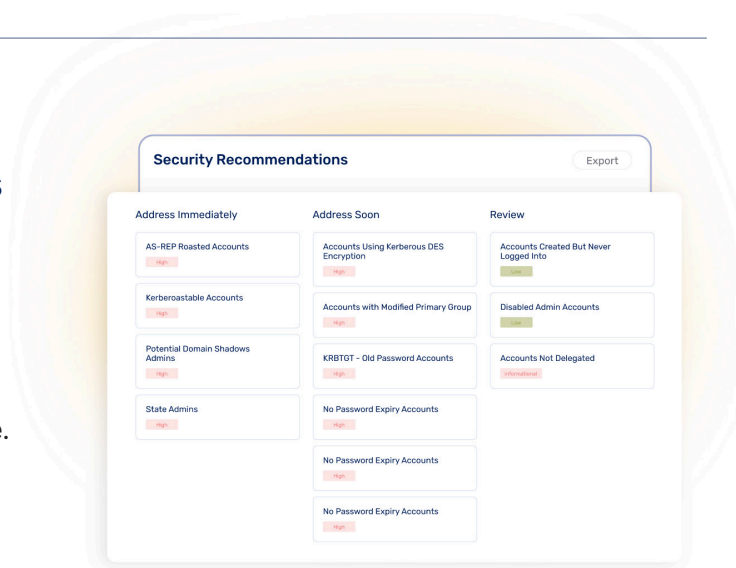 s
e.
Security Recommendations
Export
Address Immediately
AS-REP Roasted Accounts
High
Kerberoastable Accounts
High
Potential Domain Shadows
Admins
High
State Admins
High
Address Soon
Accounts Using Kerberous DES
Encryption
High
Accounts with Modified Primary Group
High
KRBTGT - Old Password Accounts
High
No Password Expiry Accounts
High
No Password Expiry Accounts
High
No Password Expiry Accounts
High
Review
Accounts Created But Never
Logged Into
Low
Disabled Admin Accounts
Low
Accounts Not Delegated
Informational